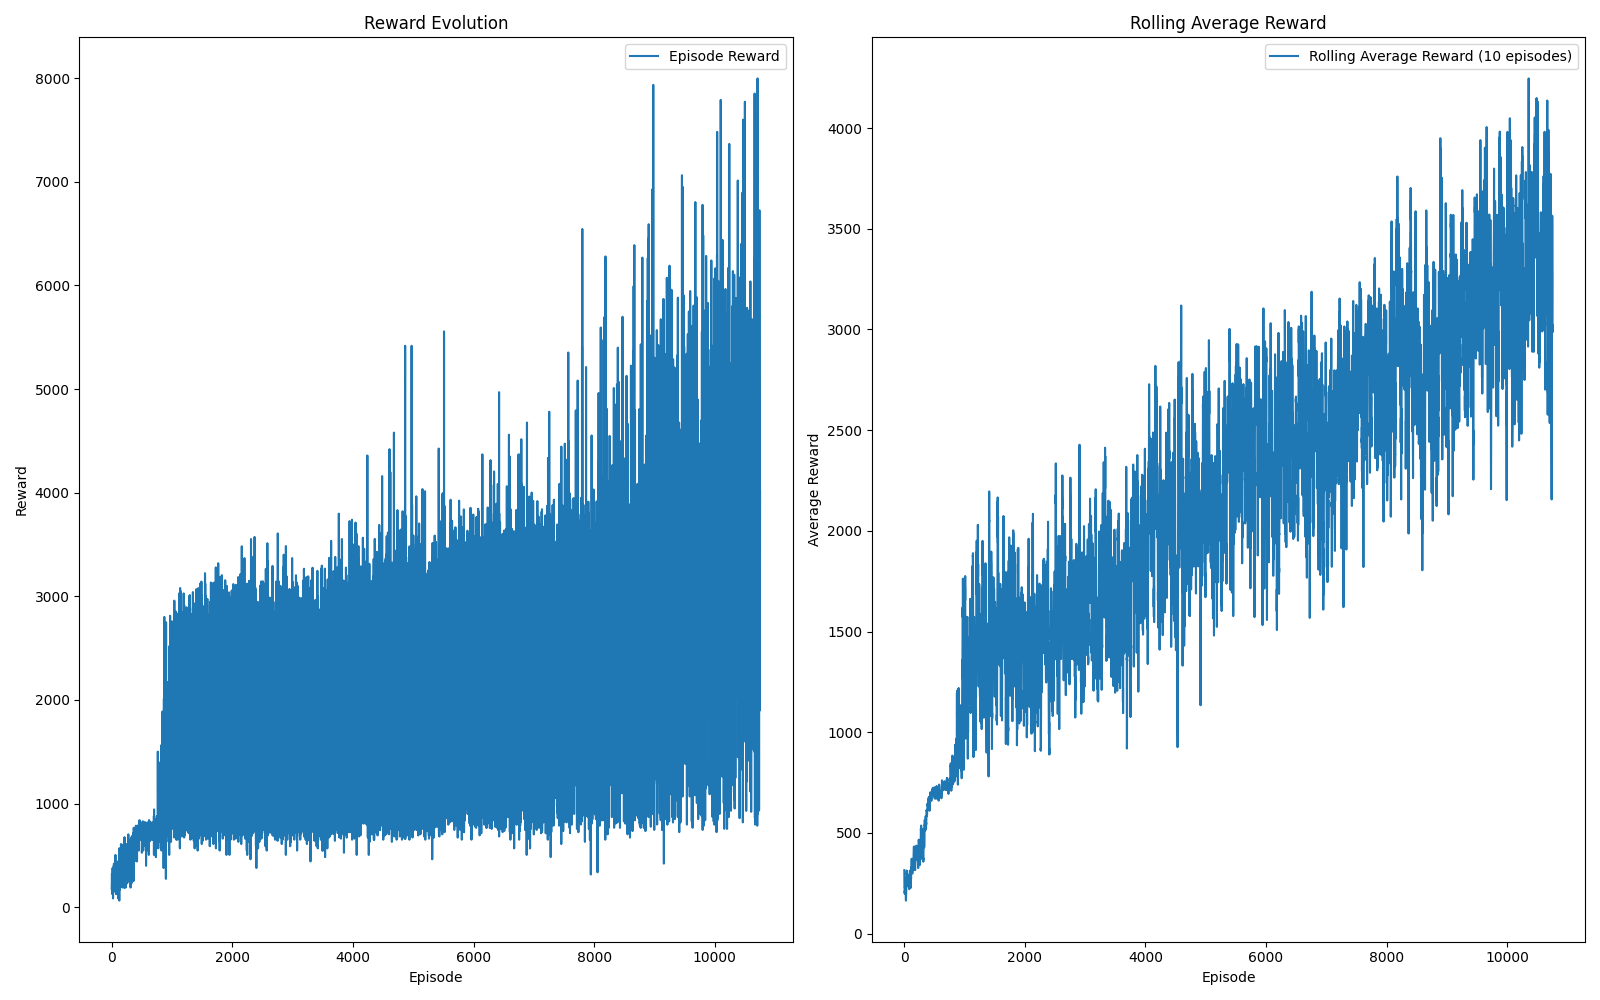 Reward Evolution
Episode Reward
8000
7000
6000
5000
4000
3000
2000
1000
0
Reward
0 2000 4000 6000 8000 10000
Episode
Rolling Average Reward
Rolling Average Reward (10 episodes)
4000
3500
3000
2500
2000
1500
1000
500
0
Average Reward
0 2000 4000 6000 8000 10000
Episode